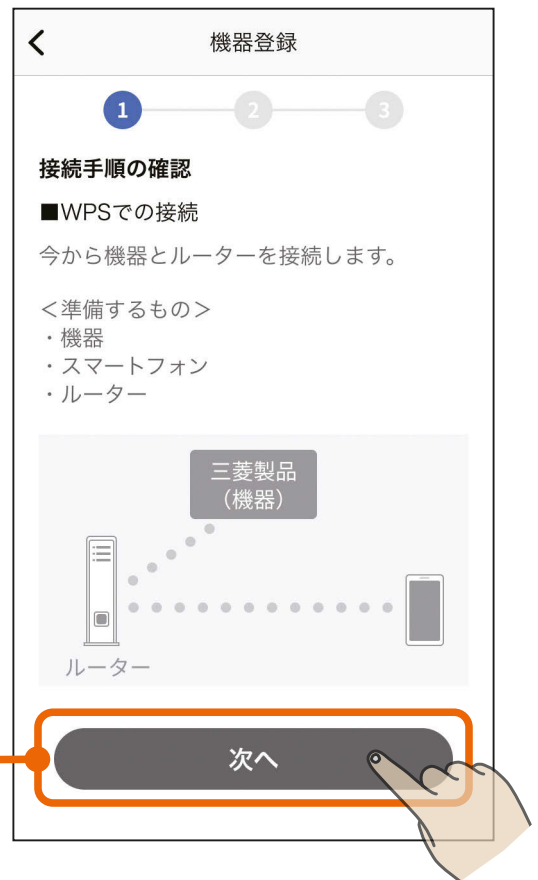 機器登録
1 2 3
接続手順の確認
■WPSでの接続
今から機器とルーターを接続します。
＜準備するもの＞
・機器
・スマートフォン
・ルーター
三菱製品
（機器）
ルーター
次へ